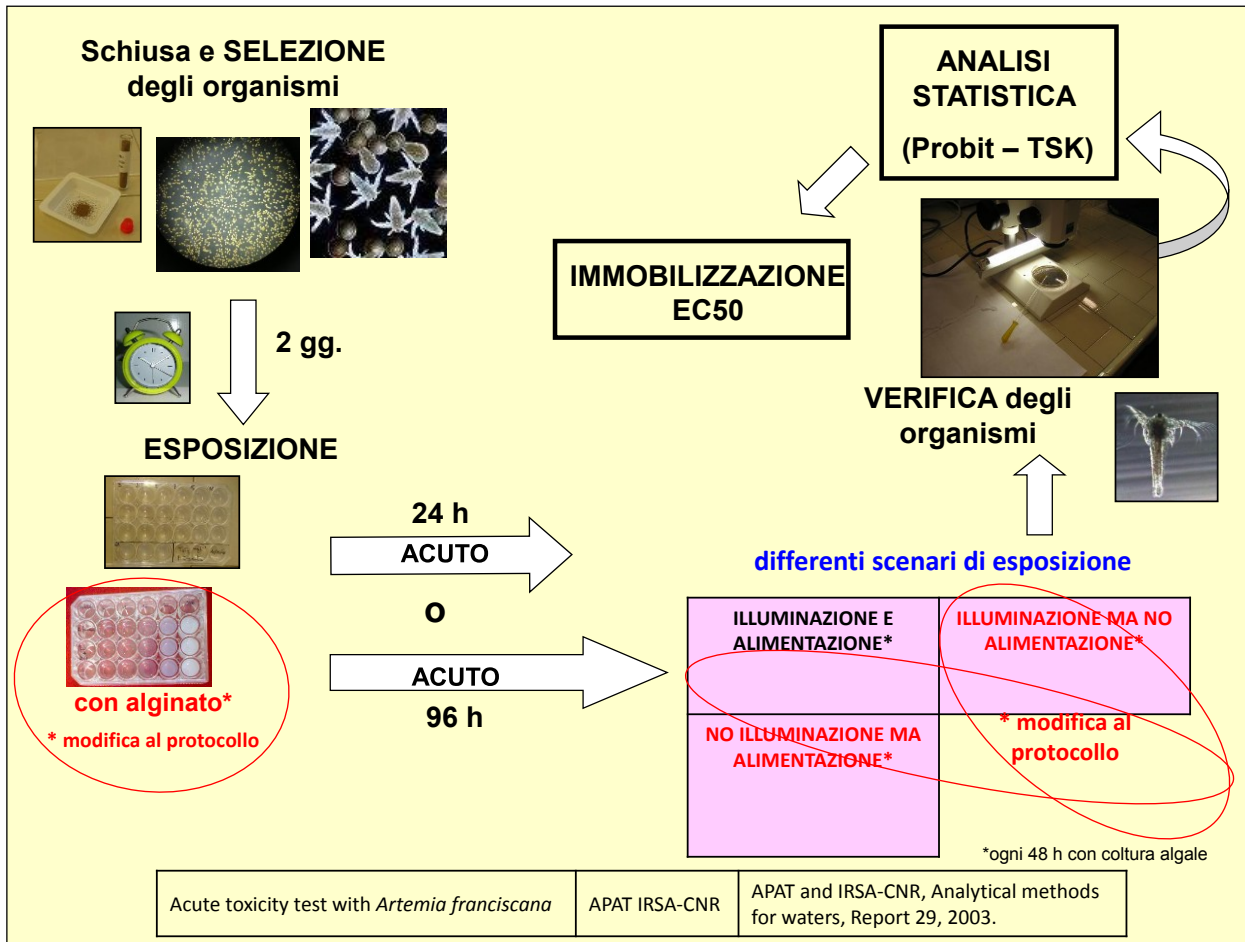 Schiusa e SELEZIONE
degli organismi
2 gg.
ESPOSIZIONE
con alginato*
* modifica al protocollo
24 h
ACUTO
o
ACUTO
96 h
differenti scenari di esposizione
ILLUMINAZIONE E
ALIMENTAZIONE*
ILLUMINAZIONE MA NO
ALIMENTAZIONE*
NO ILLUMINAZIONE MA
ALIMENTAZIONE*
* modifica al
protocollo
*ogni 48 h con coltura algale
VERIFICA degli
organismi
ANALISI
STATISTICA
(Probit – TSK)
IMMOBILIZZAZIONE
EC50
Acute toxicity test with Artemia franciscana
APAT IRSA-CNR
APAT and IRSA-CNR, Analytical methods
for waters, Report 29, 2003.